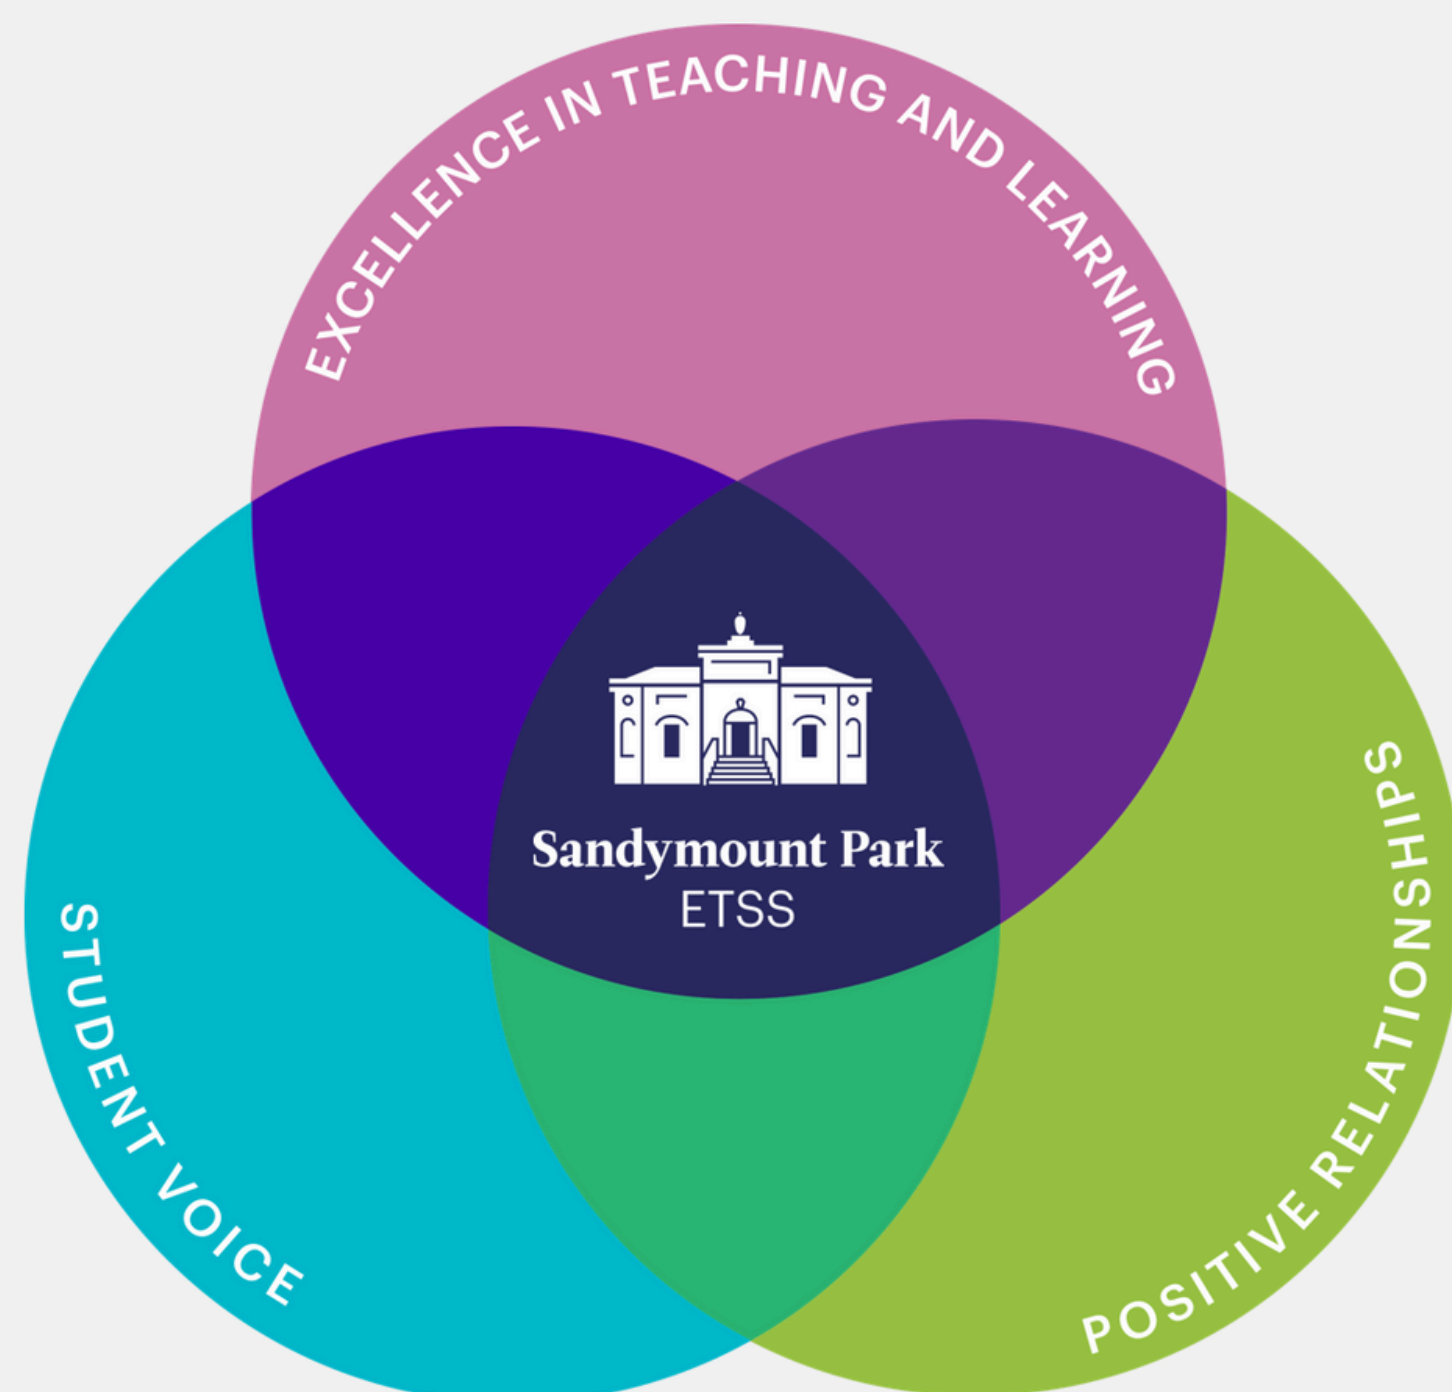 EXCELLENCE IN TEACHING AND LEARNING
Sandymount Park
ETSS
STUDENT VOICE
POSITIVE RELATIONSHIPS